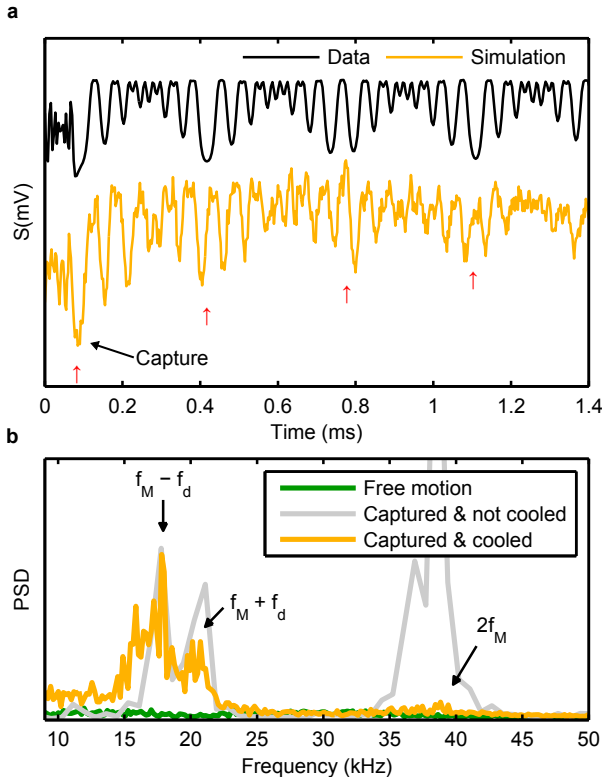 a
Data
Simulation
S(mV)
↑
↑
↑
↑
Capture
0
0.2
0.4
0.6
0.8
1
1.2
1.4
Time (ms)
b
f_M − f_d
Free motion
Captured & not cooled
Captured & cooled
PSD
f_M + f_d
2f_M
10
15
20
25
30
35
40
45
50
Frequency (kHz)